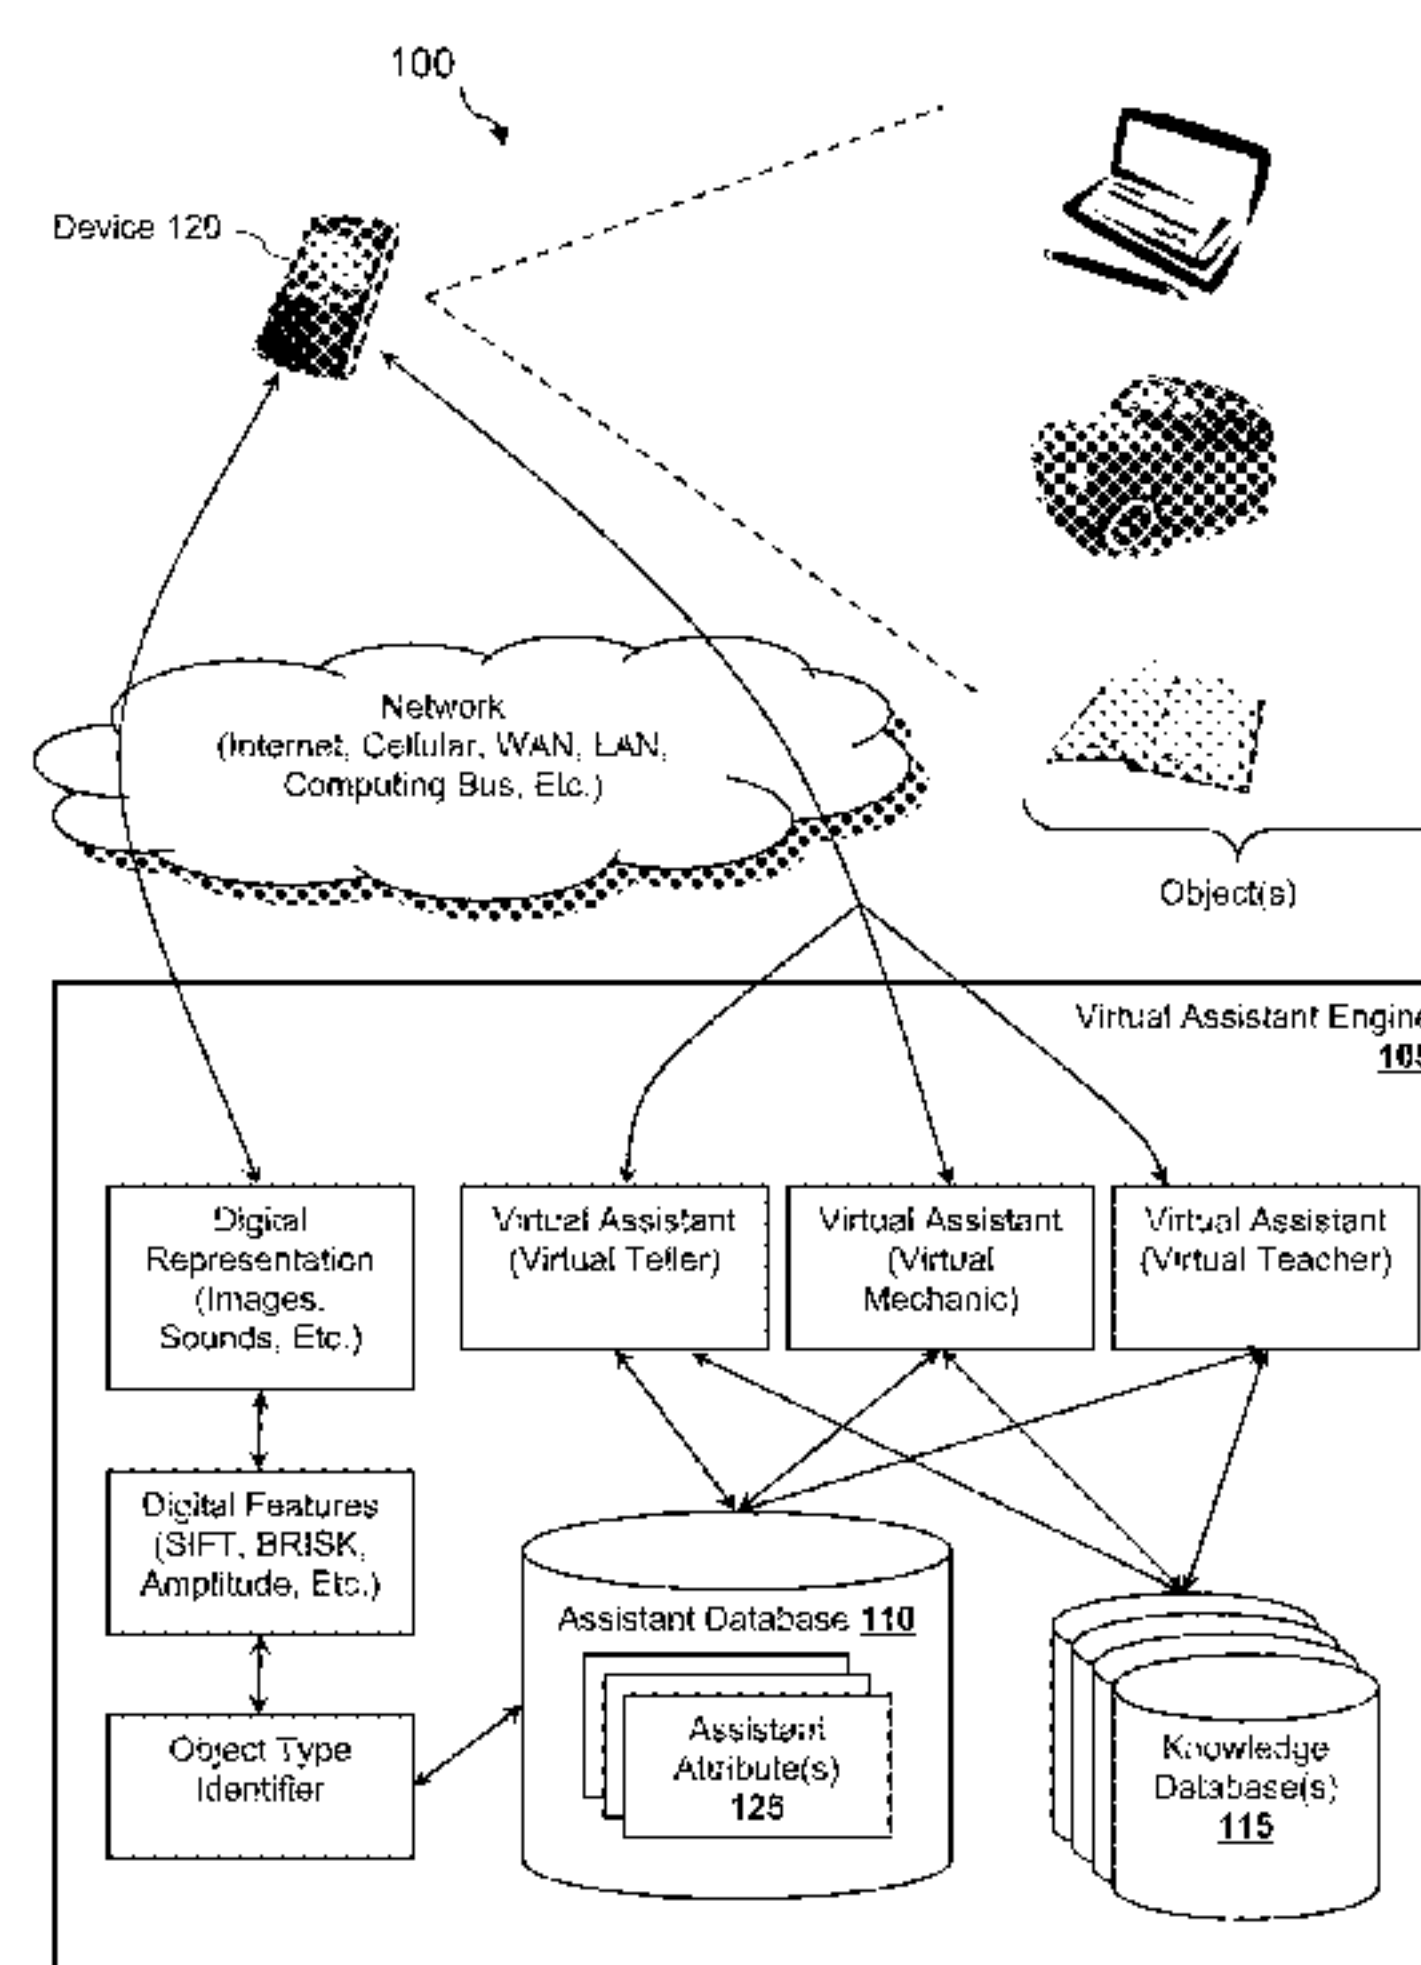 100
Device 120
Network
(Internet, Cellular, WAN, LAN,
Computing Bus, Etc.)
Object(s)
Virtual Assistant Engine
105
Digital
Representation
(Images,
Sounds, Etc.)
Virtual Assistant
(Virtual Teller)
Virtual Assistant
(Virtual
Mechanic)
Virtual Assistant
(Virtual Teacher)
Digital Features
(SIFT, BRISK,
Amplitude, Etc.)
Object Type
Identifier
Assistant Database 110
Assistant
Attribute(s)
125
Knowledge
Database(s)
115